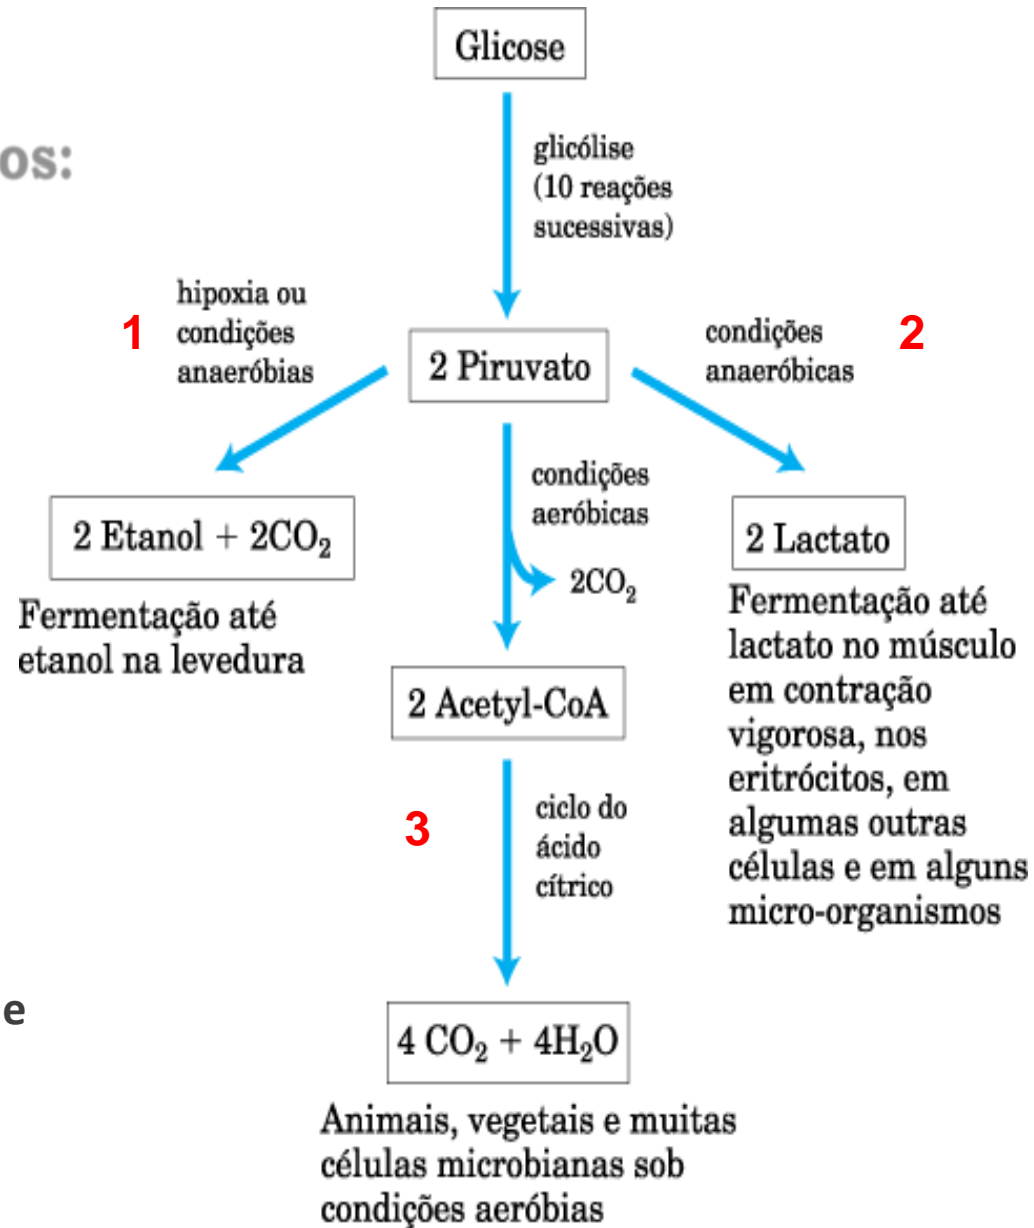 Glicose
os:
glicólise
(10 reações
sucessivas)
1
hipoxia ou
condições
anaeróbias
2 Piruvato
condições
anaeróbicas
2
2 Etanol + 2CO₂
Fermentação até
etanol na levedura
condições
aeróbicas
2CO₂
2 Lactato
Fermentação até
lactato no músculo
em contração
vigorosa, nos
eritrócitos, em
algumas outras
células e em alguns
micro-organismos
2 Acetyl-CoA
3
ciclo do
ácido
cítrico
e
4 CO₂ + 4H₂O
Animais, vegetais e muitas
células microbianas sob
condições aeróbias